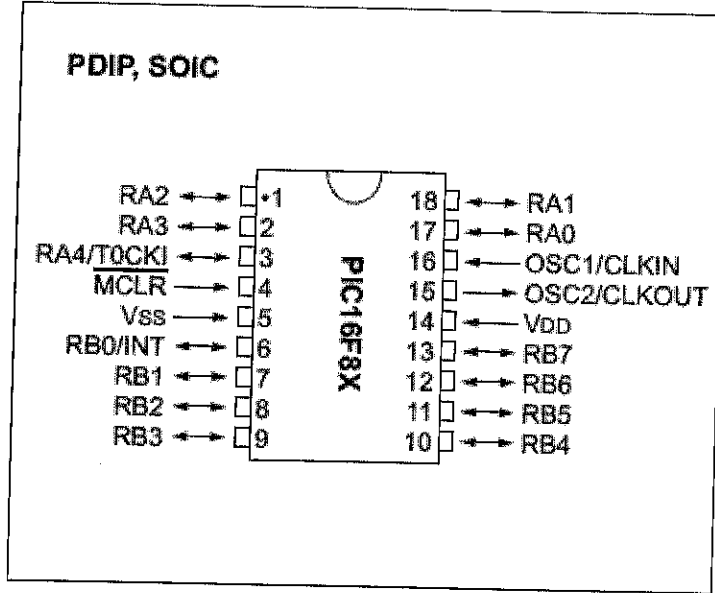 PDIP, SOIC
RA2 •1 18 RA1
RA3 2 17 RA0
RA4/T0CKI 3 16 OSC1/CLKIN
MCLR 4 15 OSC2/CLKOUT
VSS 5 14 VDD
RB0/INT 6 13 RB7
RB1 7 12 RB6
RB2 8 11 RB5
RB3 9 10 RB4
PIC16F8X